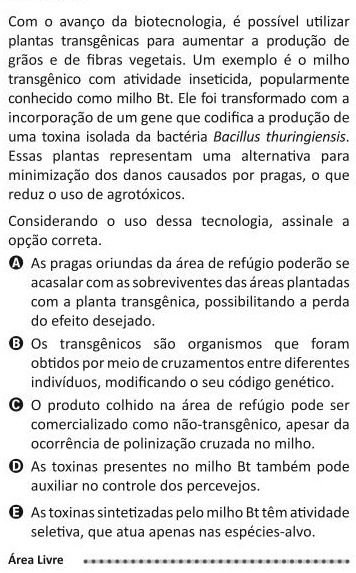 Com o avanço da biotecnologia, é possível utilizar
plantas transgênicas para aumentar a produção de
grãos e de fibras vegetais. Um exemplo é o milho
transgênico com atividade inseticida, popularmente
conhecido como milho Bt. Ele foi transformado com a
incorporação de um gene que codifica a produção de
uma toxina isolada da bactéria Bacillus thuringiensis.
Essas plantas representam uma alternativa para
minimização dos danos causados por pragas, o que
reduz o uso de agrotóxicos.
Considerando o uso dessa tecnologia, assinale a
opção correta.
A As pragas oriundas da área de refúgio poderão se
acasalar com as sobreviventes das áreas plantadas
com a planta transgênica, possibilitando a perda
do efeito desejado.
B Os transgênicos são organismos que foram
obtidos por meio de cruzamentos entre diferentes
indivíduos, modificando o seu código genético.
C O produto colhido na área de refúgio pode ser
comercializado como não-transgênico, apesar da
ocorrência de polinização cruzada no milho.
D As toxinas presentes no milho Bt também pode
auxiliar no controle dos percevejos.
E As toxinas sintetizadas pelo milho Bt têm atividade
seletiva, que atua apenas nas espécies-alvo.
Área Livre